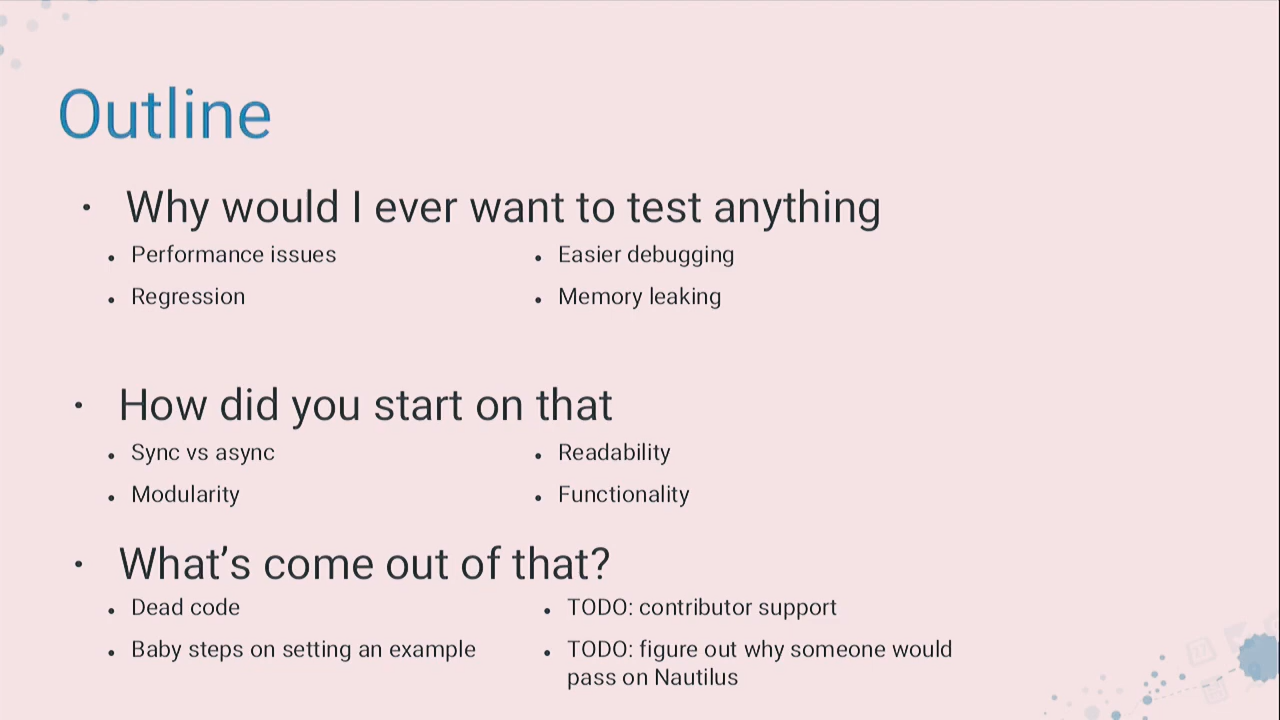 Outline
Why would I ever want to test anything
Performance issues
Regression
Easier debugging
Memory leaking
How did you start on that
Sync vs async
Modularity
Readability
Functionality
What’s come out of that?
Dead code
Baby steps on setting an example
TODO: contributor support
TODO: figure out why someone would
pass on Nautilus